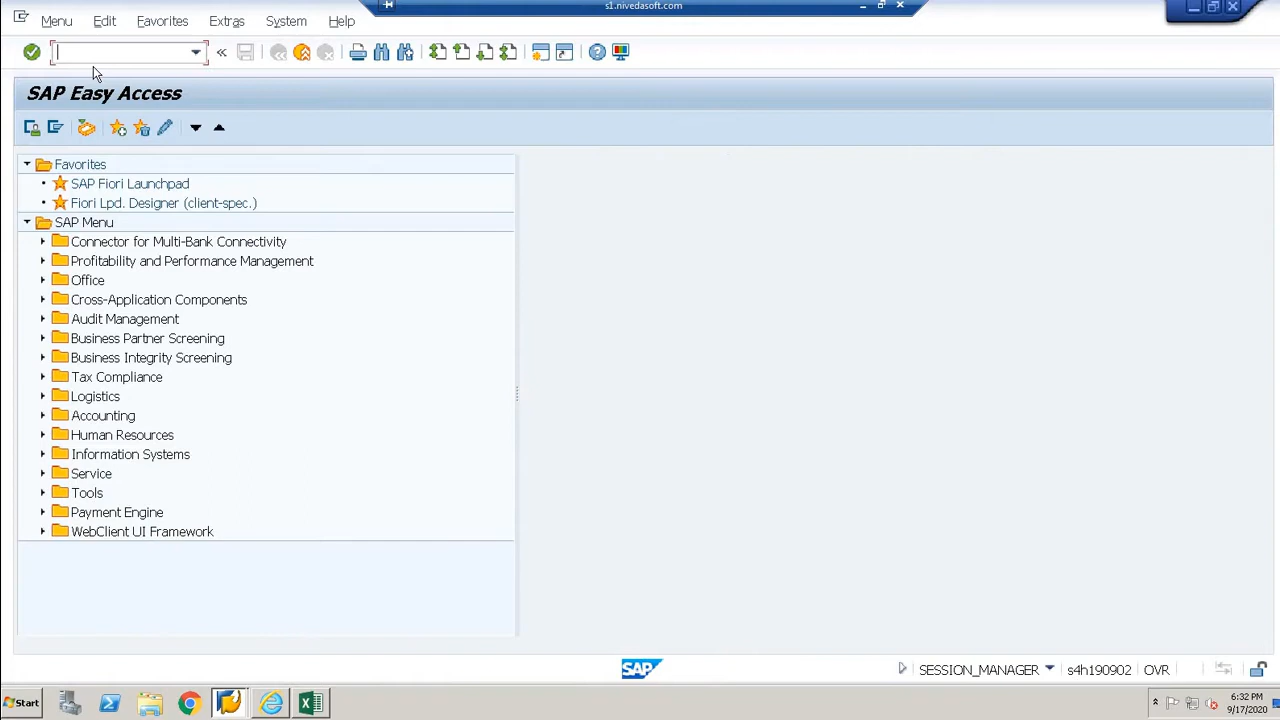 s1.nivedasoft.com
Menu Edit Favorites Extras System Help
SAP Easy Access
Favorites
SAP Fiori Launchpad
Fiori Lpd. Designer (client-spec.)
SAP Menu
Connector for Multi-Bank Connectivity
Profitability and Performance Management
Office
Cross-Application Components
Audit Management
Business Partner Screening
Business Integrity Screening
Tax Compliance
Logistics
Accounting
Human Resources
Information Systems
Service
Tools
Payment Engine
WebClient UI Framework
SAP SESSION_MANAGER s4h190902 OVR
Start
6:32 PM
9/17/2020